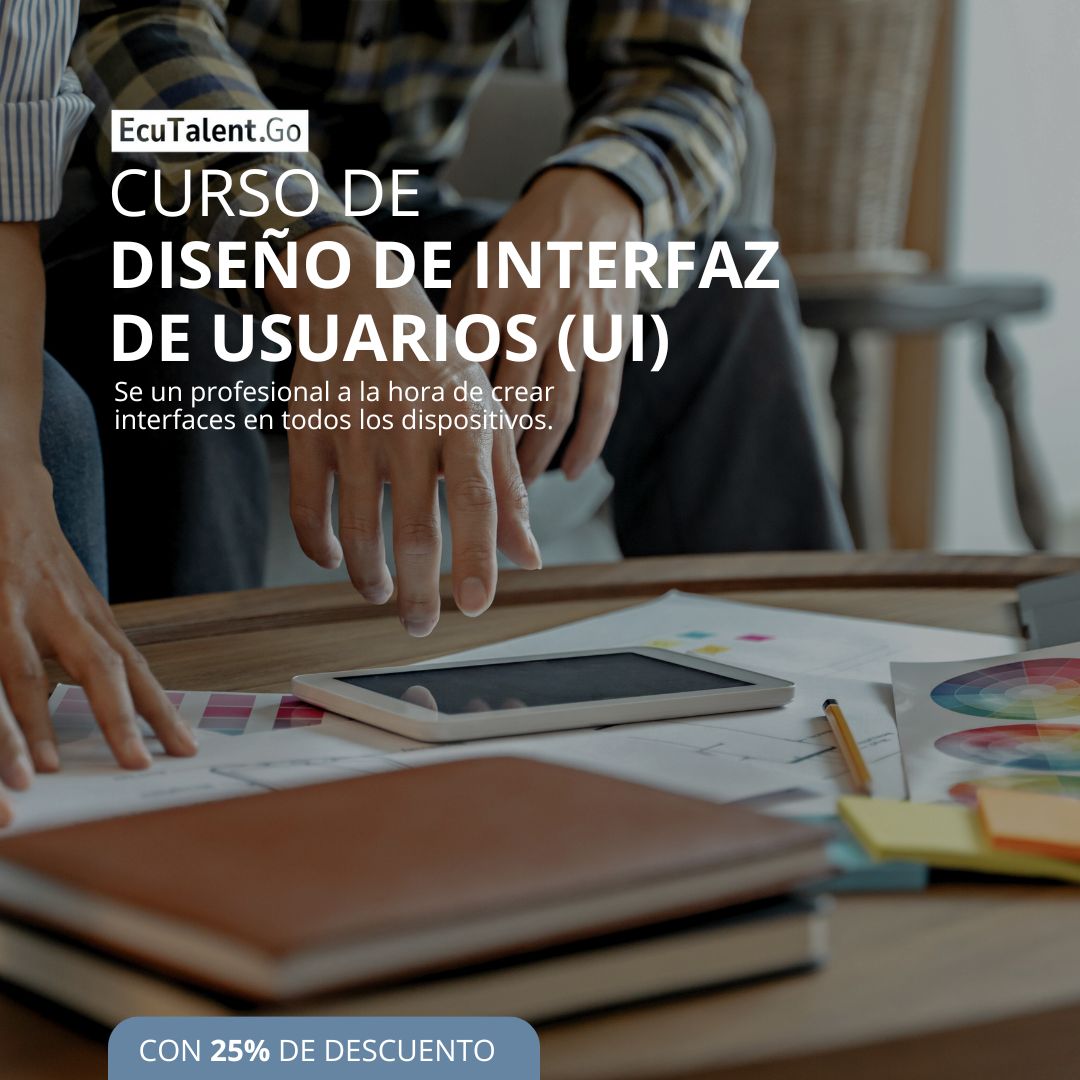 EcuTalent.Go
CURSO DE
DISEÑO DE INTERFAZ
DE USUARIOS (UI)
Se un profesional a la hora de crear
interfaces en todos los dispositivos.
CON 25% DE DESCUENTO